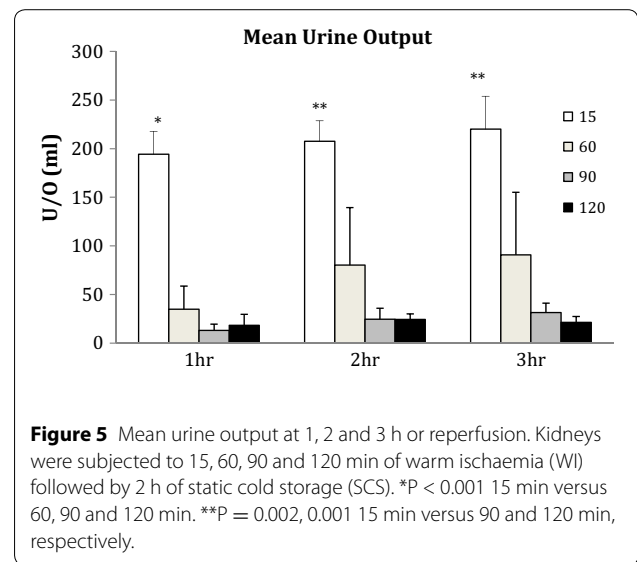 Mean Urine Output
300
250
200
150
100
50
0
U/O (ml)
*
**
**
15
60
90
120
1hr
2hr
3hr
Figure 5 Mean urine output at 1, 2 and 3 h or reperfusion. Kidneys
were subjected to 15, 60, 90 and 120 min of warm ischaemia (WI)
followed by 2 h of static cold storage (SCS). *P < 0.001 15 min versus
60, 90 and 120 min. **P = 0.002, 0.001 15 min versus 90 and 120 min,
respectively.